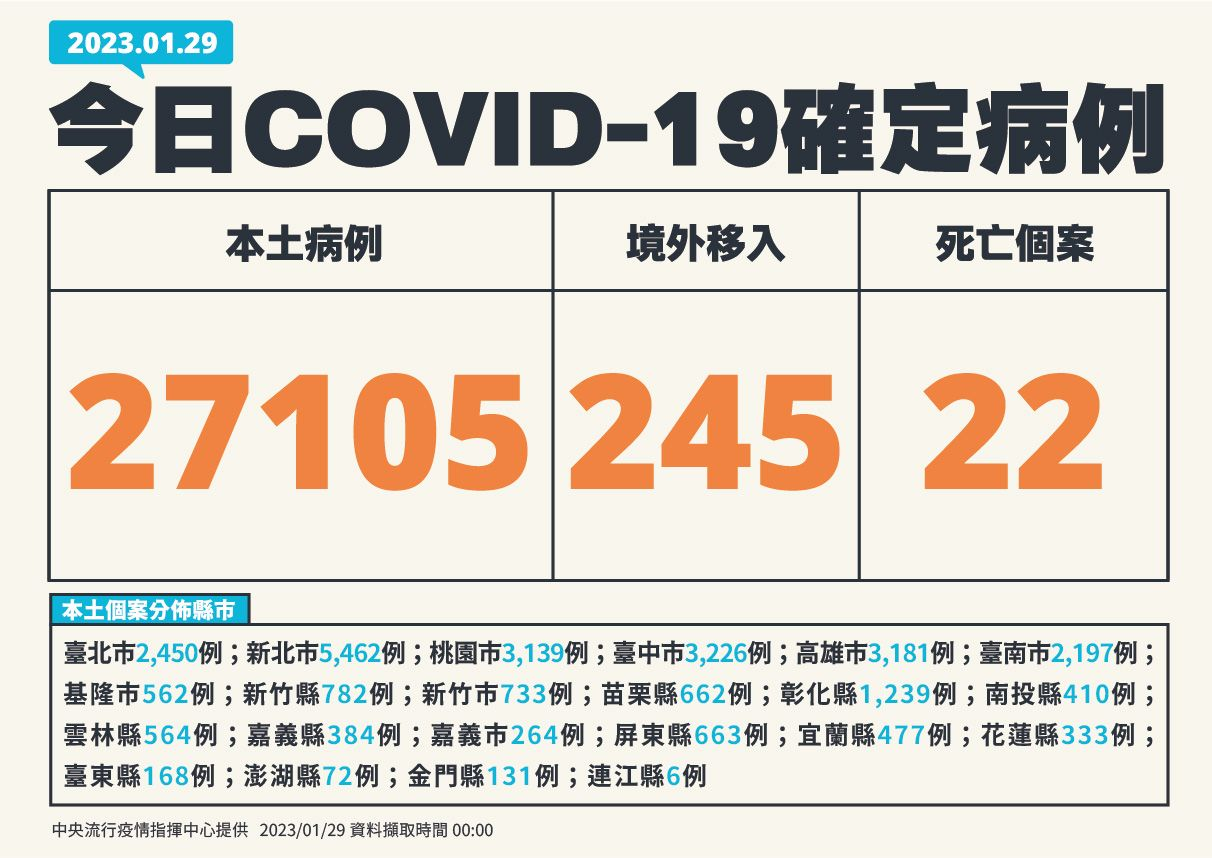 2023.01.29
今日COVID-19確定病例
本土病例 境外移入 死亡個案
27105 245 22
本土個案分佈縣市
臺北市2,450例；新北市5,462例；桃園市3,139例；臺中市3,226例；高雄市3,181例；臺南市2,197例；
基隆市562例；新竹縣782例；新竹市733例；苗栗縣662例；彰化縣1,239例；南投縣410例；
雲林縣564例；嘉義縣384例；嘉義市264例；屏東縣663例；宜蘭縣477例；花蓮縣333例；
臺東縣168例；澎湖縣72例；金門縣131例；連江縣6例
中央流行疫情指揮中心提供 2023/01/29 資料擷取時間 00:00